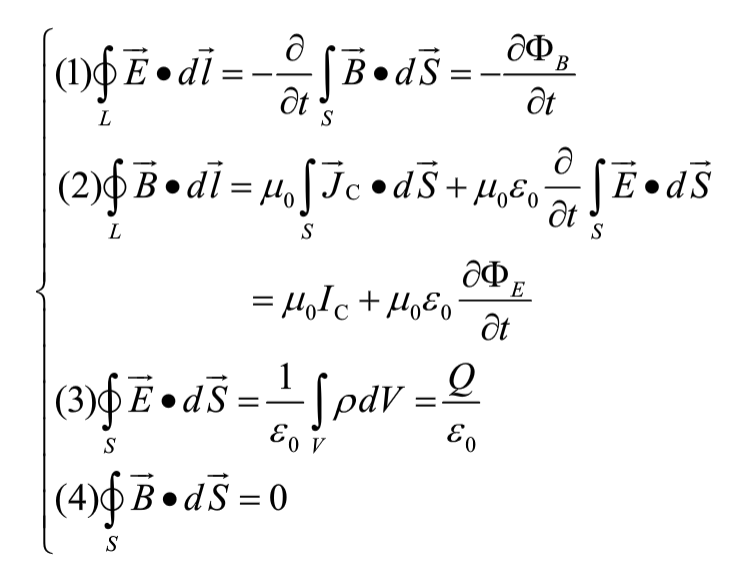 (1)∮_L E⃗ • dl⃗ = −∂/∂t ∫_S B⃗ • dS⃗ = −∂Φ_B/∂t
(2)∮_L B⃗ • dl⃗ = μ₀∫_S J⃗_C • dS⃗ + μ₀ε₀ ∂/∂t ∫_S E⃗ • dS⃗
= μ₀I_C + μ₀ε₀ ∂Φ_E/∂t
(3)∮_S E⃗ • dS⃗ = 1/ε₀ ∫_V ρdV = Q/ε₀
(4)∮_S B⃗ • dS⃗ = 0